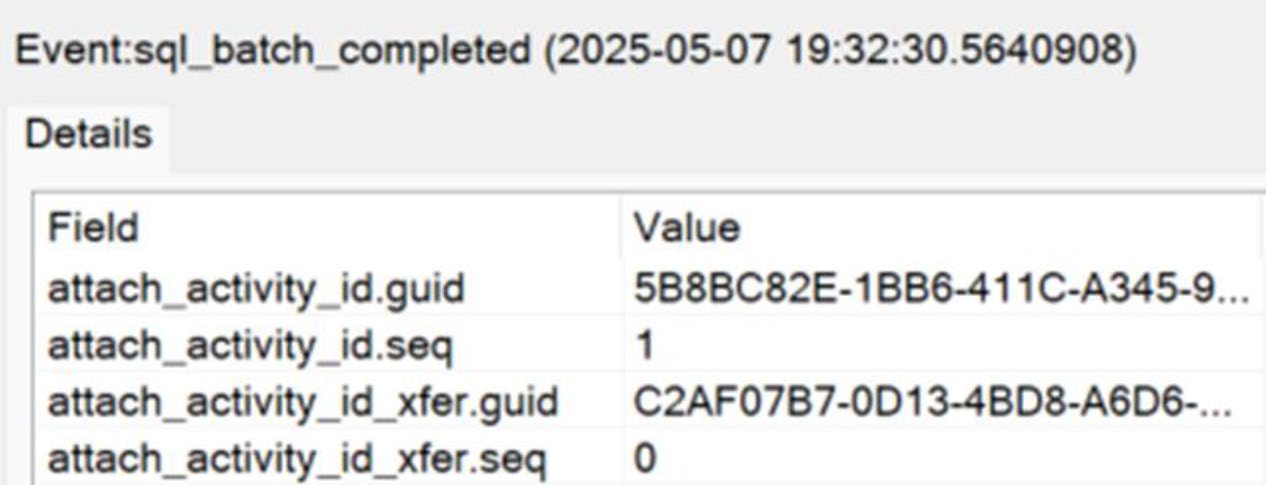 Event:sql_batch_completed (2025-05-07 19:32:30.5640908)
Details
Field Value
attach_activity_id.guid 5B8BC82E-1BB6-411C-A345-9...
attach_activity_id.seq 1
attach_activity_id_xfer.guid C2AF07B7-0D13-4BD8-A6D6-...
attach_activity_id_xfer.seq 0